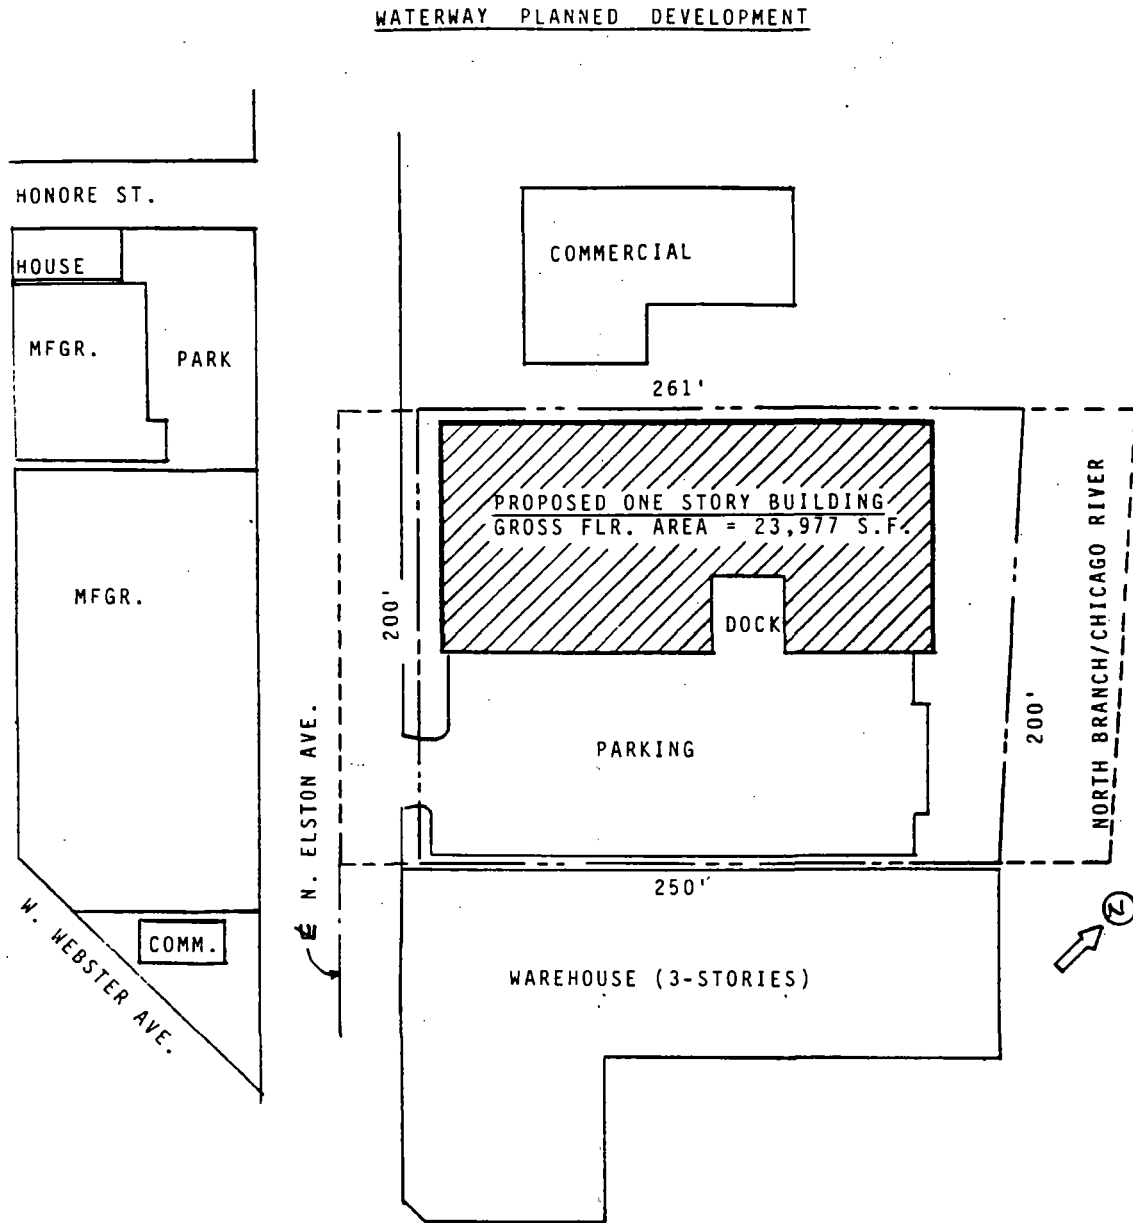 WATERWAY PLANNED DEVELOPMENT
HONORE ST.
HOUSE
MFGR.
PARK
COMMERCIAL
261'
PROPOSED ONE STORY BUILDING
GROSS FLR. AREA = 23,977 S.F.
DOCK
MFGR.
200'
N. ELSTON AVE.
PARKING
200'
NORTH BRANCH/CHICAGO RIVER
250'
W. WEBSTER AVE.
COMM.
WAREHOUSE (3-STORIES)
N